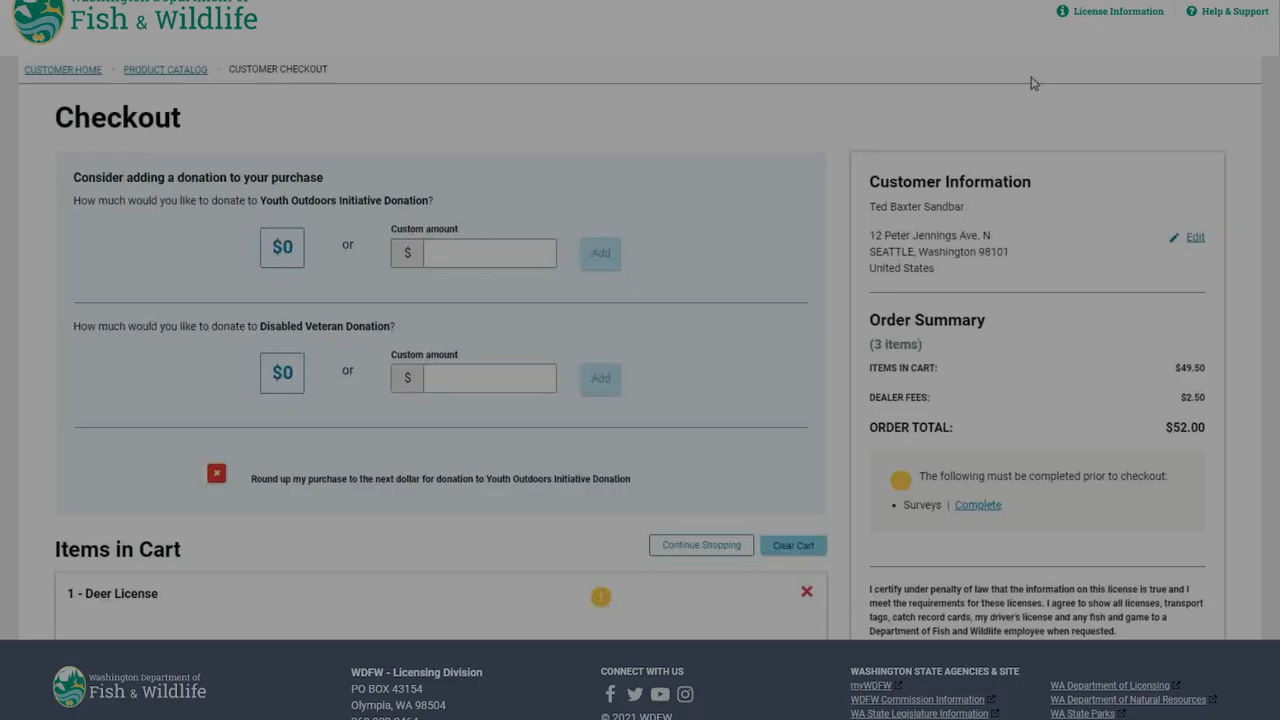 Washington Department of
Fish & Wildlife
License Information
Help & Support
CUSTOMER HOME
PRODUCT CATALOG
CUSTOMER CHECKOUT
Checkout
Consider adding a donation to your purchase
How much would you like to donate to Youth Outdoors Initiative Donation?
Custom amount
$0
or
$
Add
How much would you like to donate to Disabled Veteran Donation?
Custom amount
$0
or
$
Add
Round up my purchase to the next dollar for donation to Youth Outdoors Initiative Donation
Items in Cart
Continue Shopping
Clear Cart
1 - Deer License
Customer Information
Ted Baxter Sandbar
12 Peter Jennings Ave. N
SEATTLE, Washington 98101
United States
Edit
Order Summary
(3 items)
ITEMS IN CART: $49.50
DEALER FEES: $2.50
ORDER TOTAL: $52.00
The following must be completed prior to checkout:
• Surveys | Complete
I certify under penalty of law that the information on this license is true and I
meet the requirements for these licenses. I agree to show all licenses, transport
tags, catch record cards, my driver's license and any fish and game to a
Department of Fish and Wildlife employee when requested.
Washington Department of
Fish & Wildlife
WDFW - Licensing Division
PO BOX 43154
Olympia, WA 98504
CONNECT WITH US
© 2021 WDFW
WASHINGTON STATE AGENCIES & SITE
myWDFW
WDFW Commission Information
WA State Legislature Information
WA Department of Licensing
WA Department of Natural Resources
WA State Parks